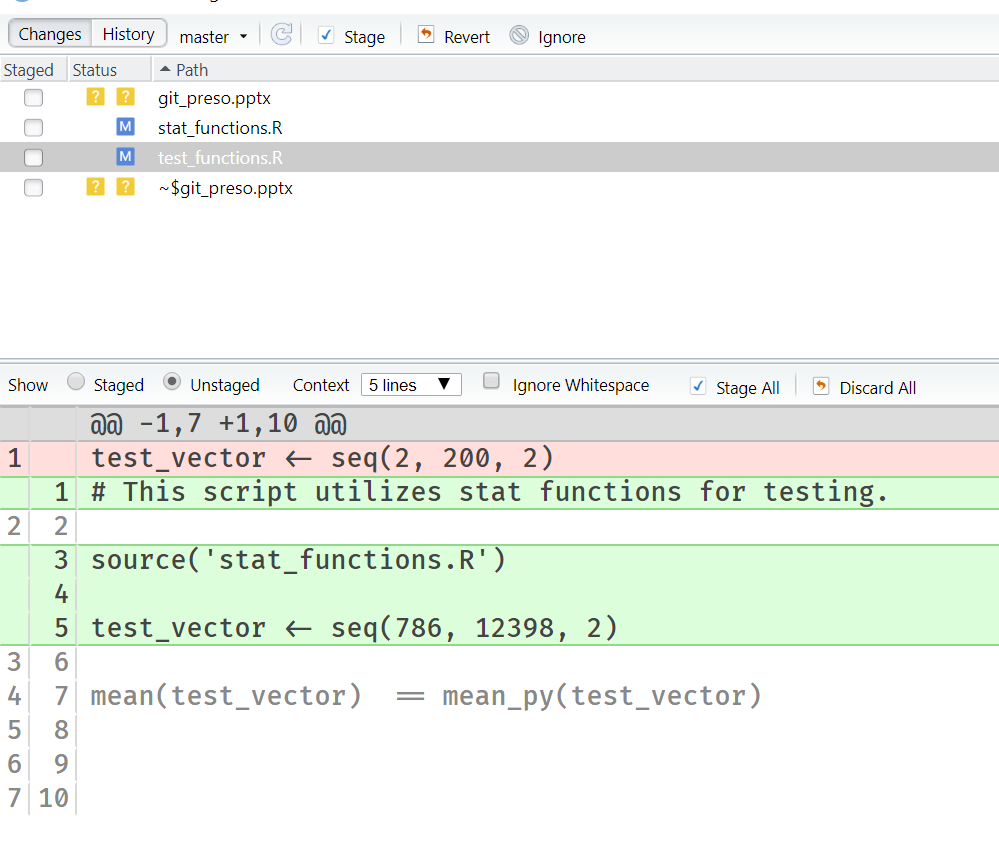 Changes History master Stage Revert Ignore
Staged Status Path
? ? git_preso.pptx
M stat_functions.R
M test_functions.R
? ? ~$git_preso.pptx
Show Staged Unstaged Context 5 lines ▼ Ignore Whitespace Stage All Discard All
@@ -1,7 +1,10 @@
1 test_vector <- seq(2, 200, 2)
1 # This script utilizes stat functions for testing.
2 2
3 source('stat_functions.R')
4
5 test_vector <- seq(786, 12398, 2)
3 6
4 7 mean(test_vector) == mean_py(test_vector)
5 8
6 9
7 10